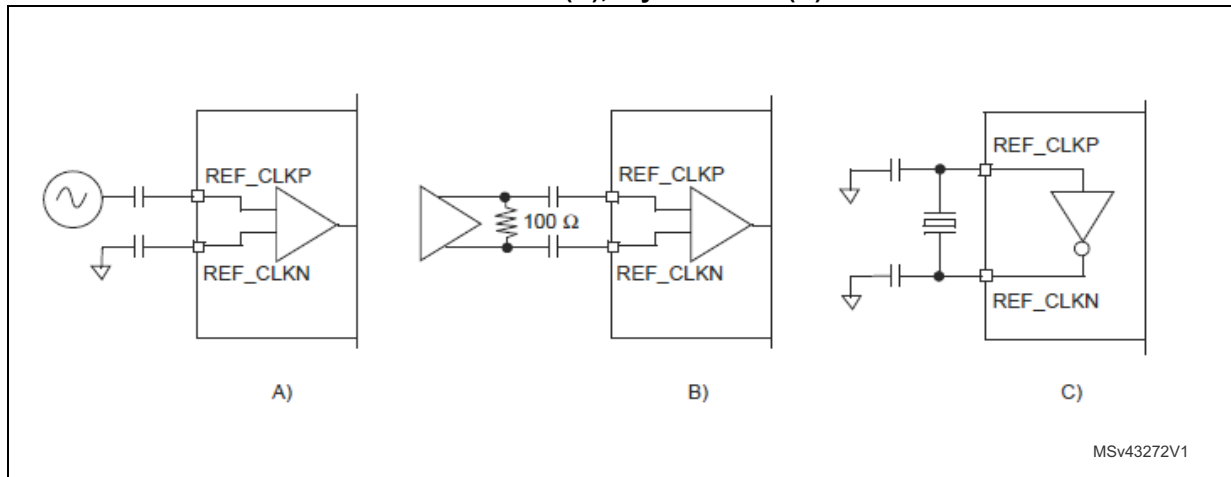 REF_CLKP
REF_CLKN
A)
REF_CLKP
100 Ω
REF_CLKN
B)
REF_CLKP
REF_CLKN
C)
MSv43272V1